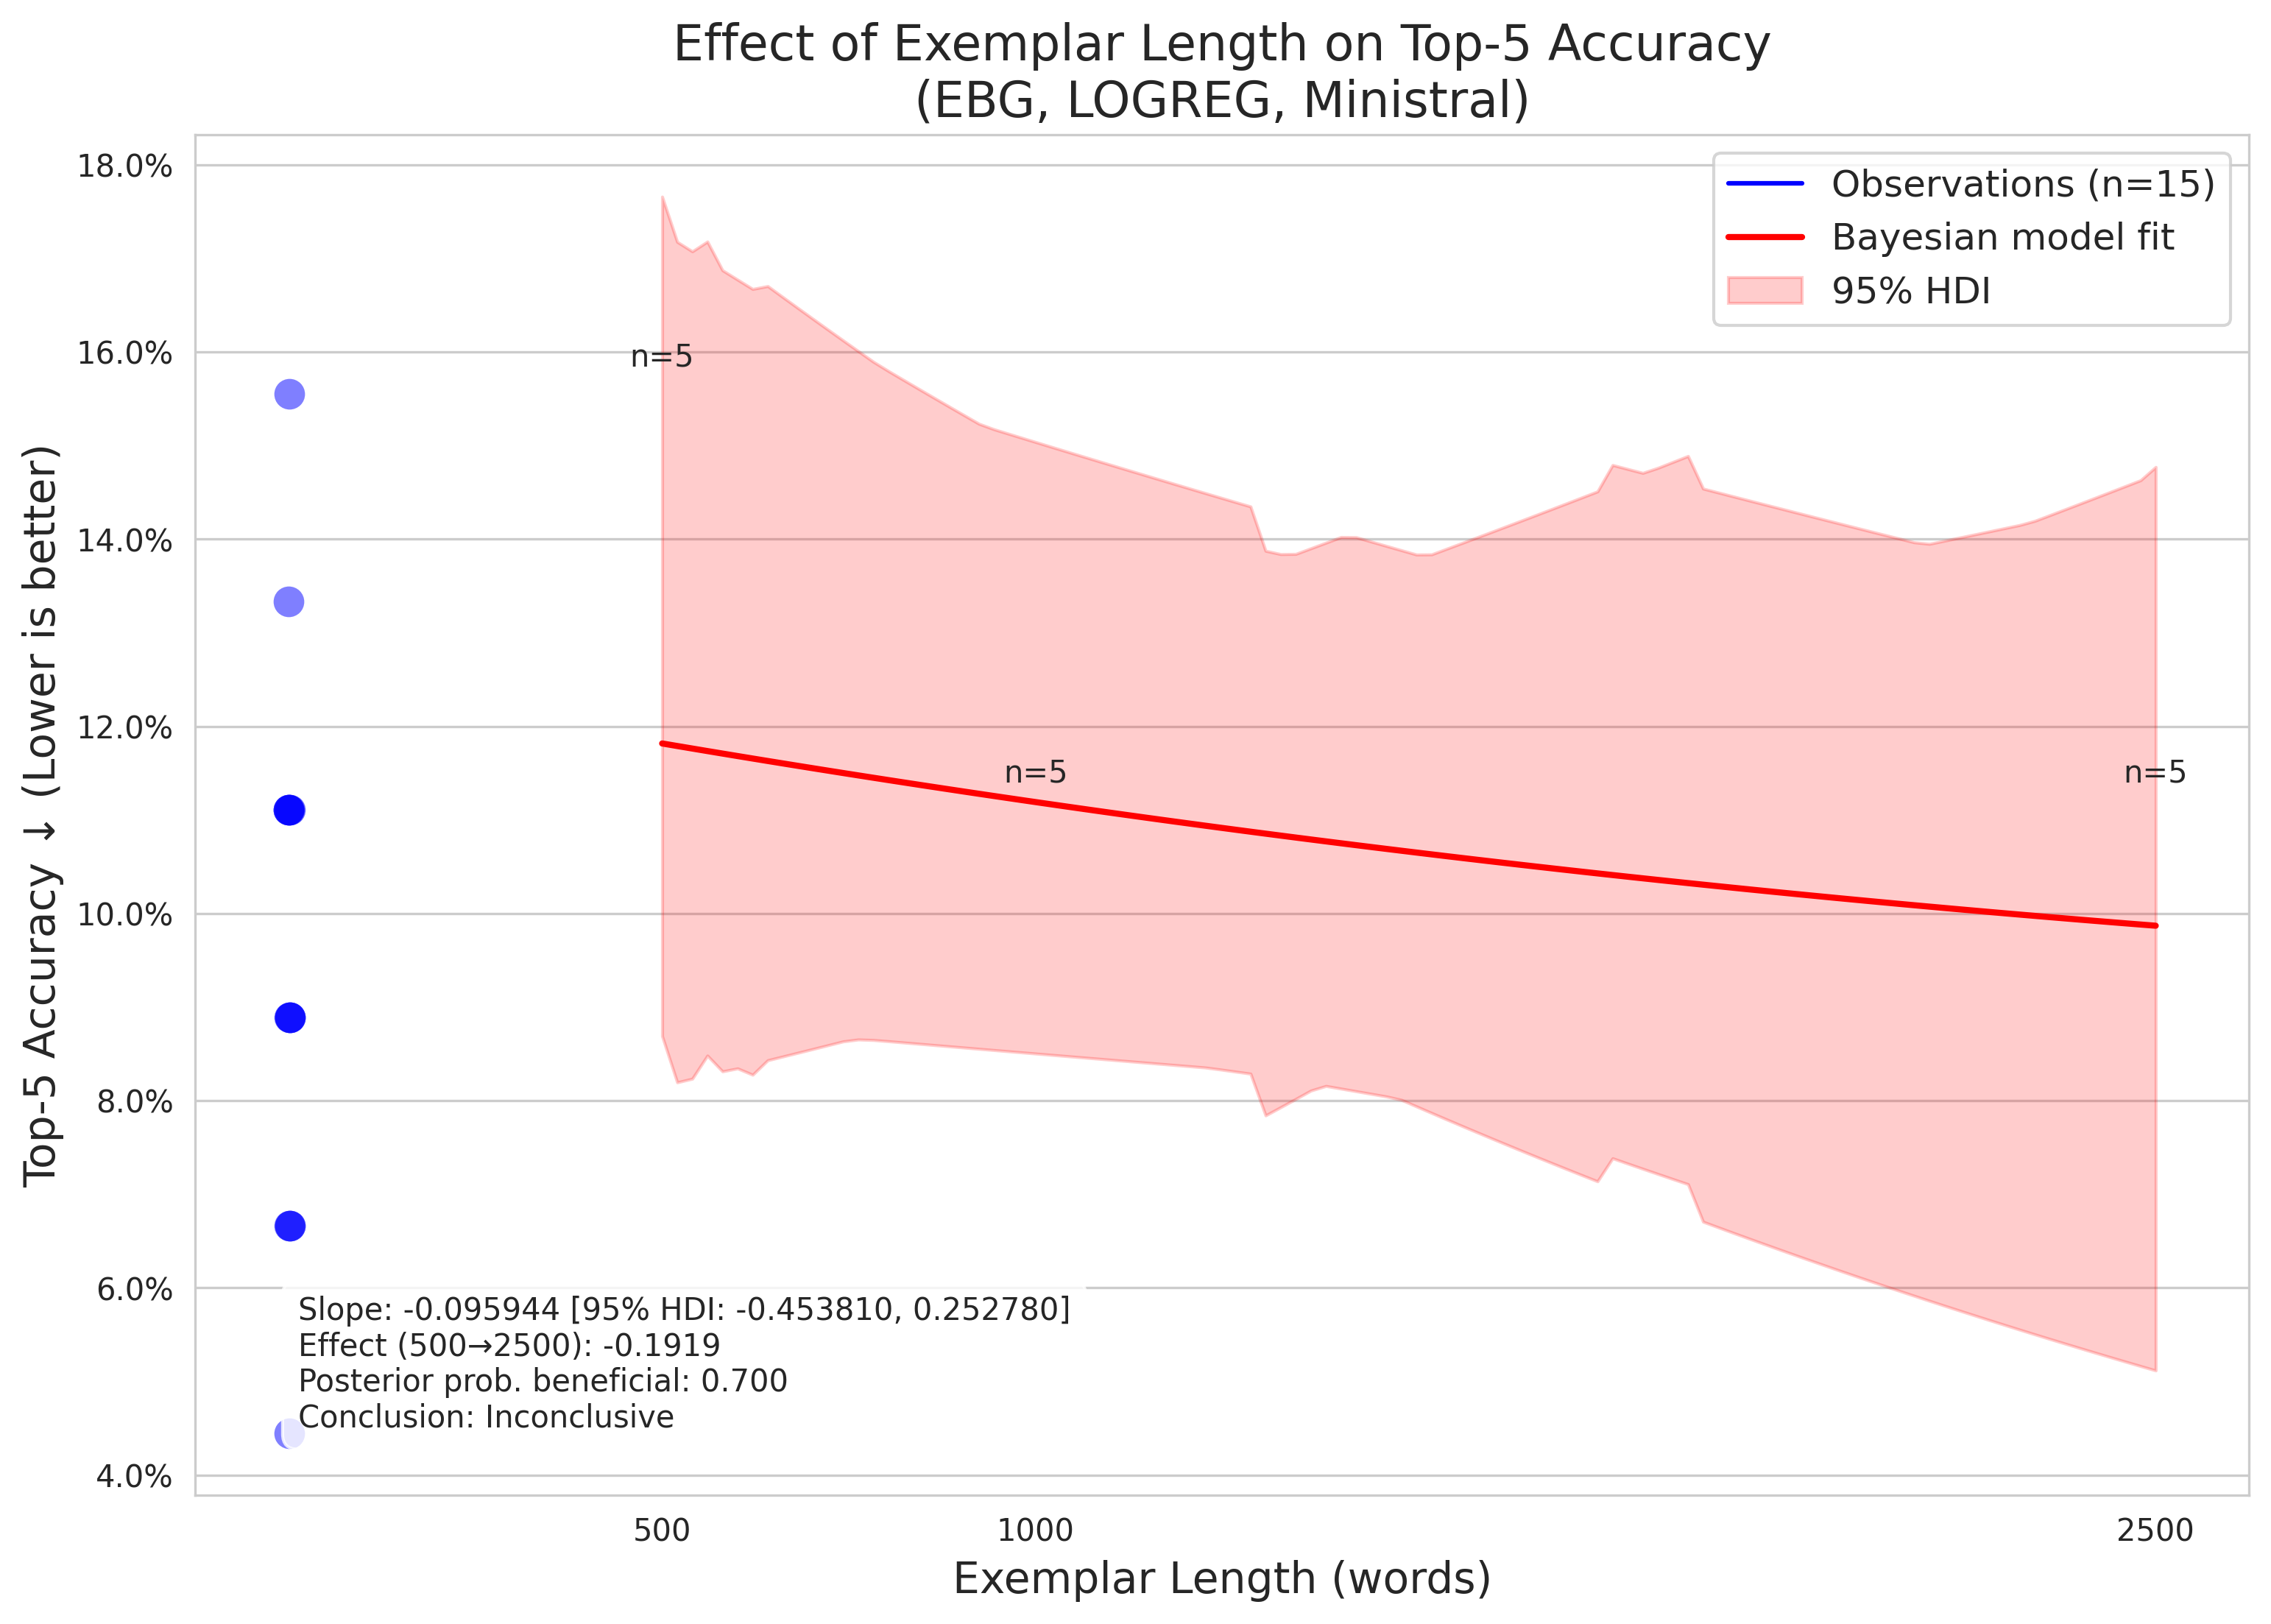 Effect of Exemplar Length on Top-5 Accuracy
(EBG, LOGREG, Ministral)
Top-5 Accuracy ↓ (Lower is better)
18.0%
16.0%
14.0%
12.0%
10.0%
8.0%
6.0%
4.0%
Observations (n=15)
Bayesian model fit
95% HDI
n=5
n=5
n=5
Slope: -0.095944 [95% HDI: -0.453810, 0.252780]
Effect (500→2500): -0.1919
Posterior prob. beneficial: 0.700
Conclusion: Inconclusive
500
1000
2500
Exemplar Length (words)